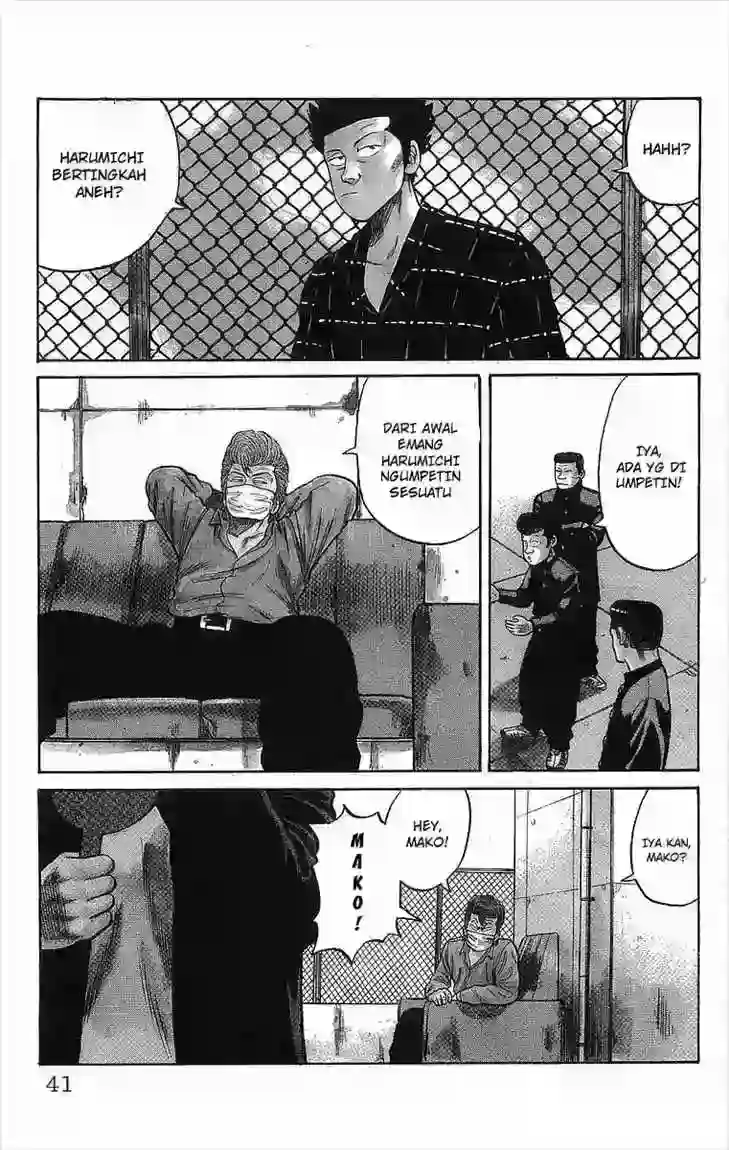 HAHH?
HARUMICHI
BERTINGKAH
ANEH?
IYA,
ADA YG DI
UMPETIN!
DARI AWAL
EMANG
HARUMICHI
NGUMPETIN
SESUATU
IYA KAN,
MAKO?
HEY,
MAKO!
MAKO!
41